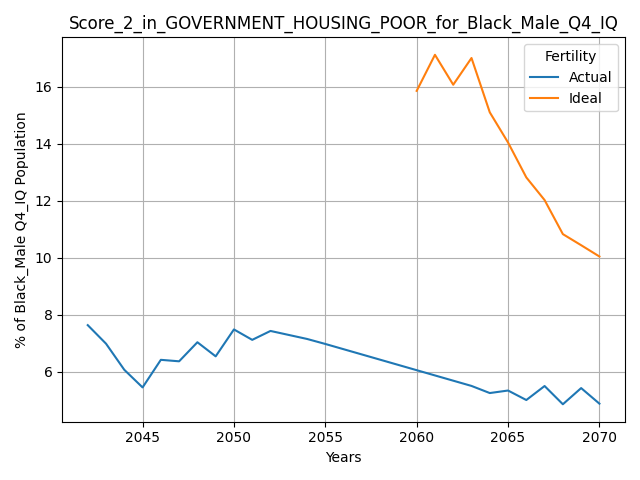 Score_2_in_GOVERNMENT_HOUSING_POOR_for_Black_Male_Q4_IQ
Fertility
Actual
Ideal
% of Black_Male Q4_IQ Population
16
14
12
10
8
6
2045 2050 2055 2060 2065 2070
Years